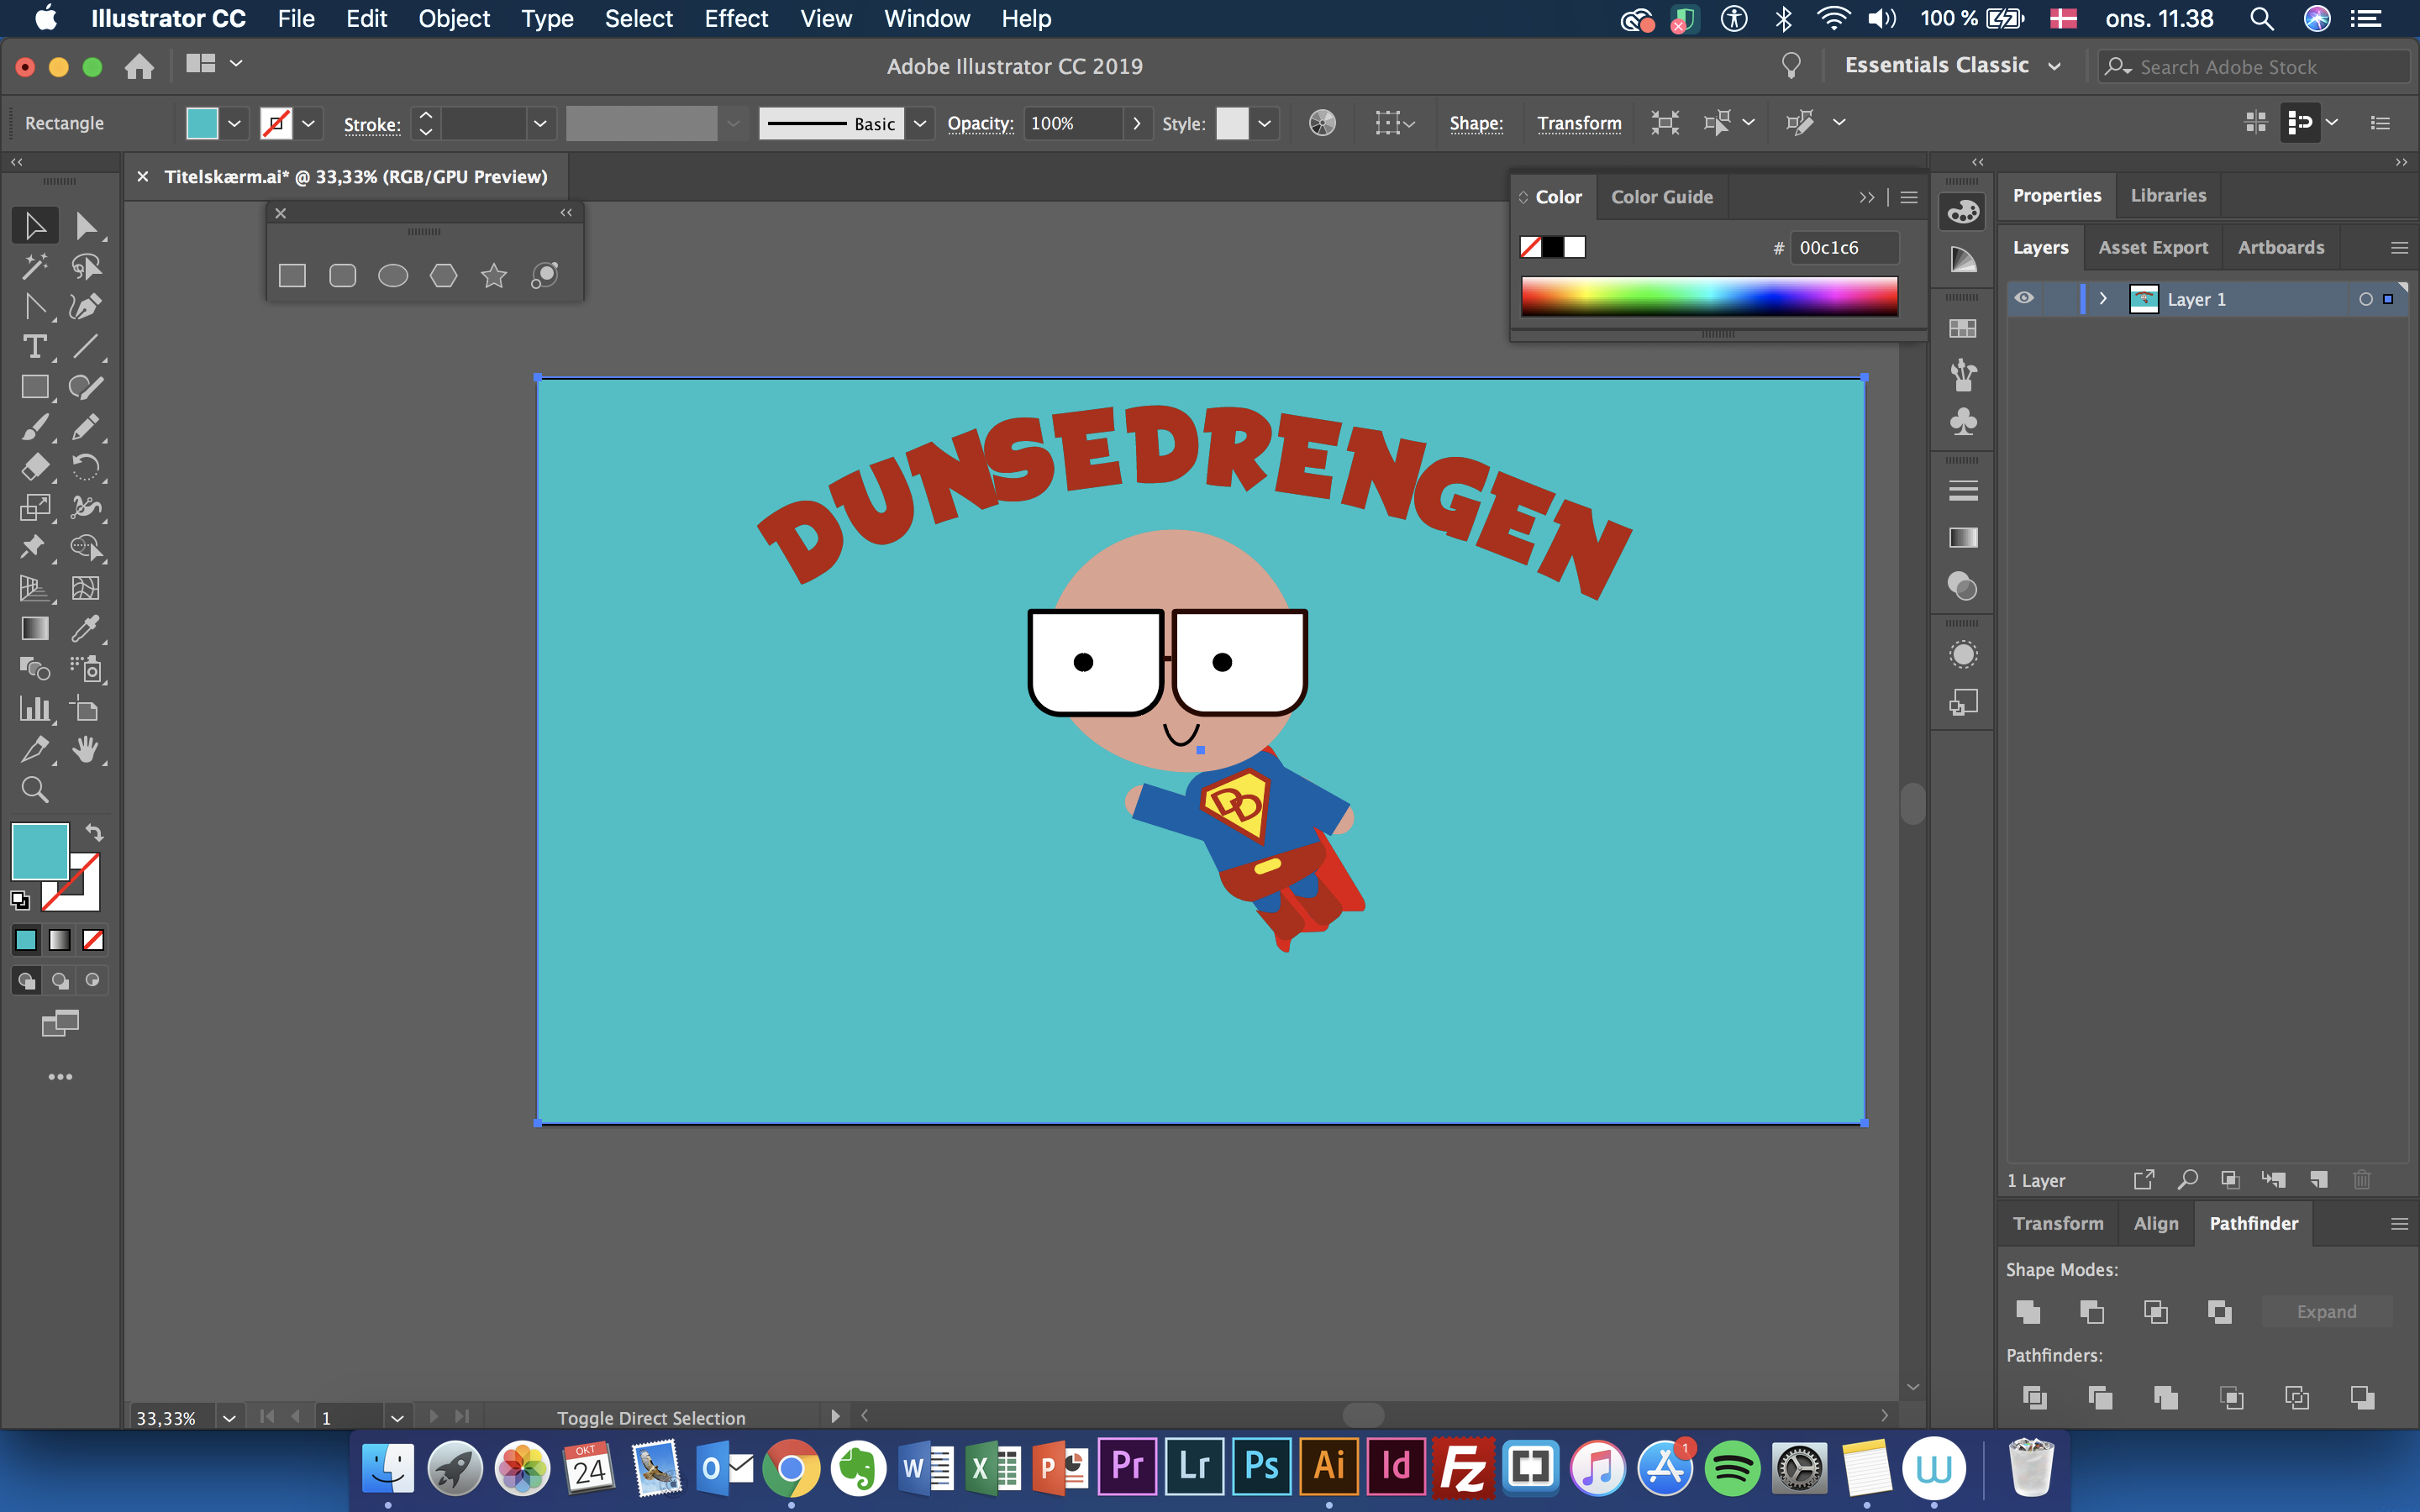 Illustrator CC File Edit Object Type Select Effect View Window Help 100 % ons. 11.38
Adobe Illustrator CC 2019 Essentials Classic Search Adobe Stock
Rectangle Stroke: Basic Opacity: 100% Style: Shape: Transform
Titelskærm.ai* @ 33,33% (RGB/GPU Preview)
Color Color Guide
# 00c1c6
Properties Libraries
Layers Asset Export Artboards
Layer 1
DUNSEDRENGEN
DD
1 Layer
Transform Align Pathfinder
Shape Modes:
Expand
Pathfinders:
33,33% 1 Toggle Direct Selection
OKT
24
O
W
X
P
Pr
Lr
Ps
Ai
Id
Fz
1
W